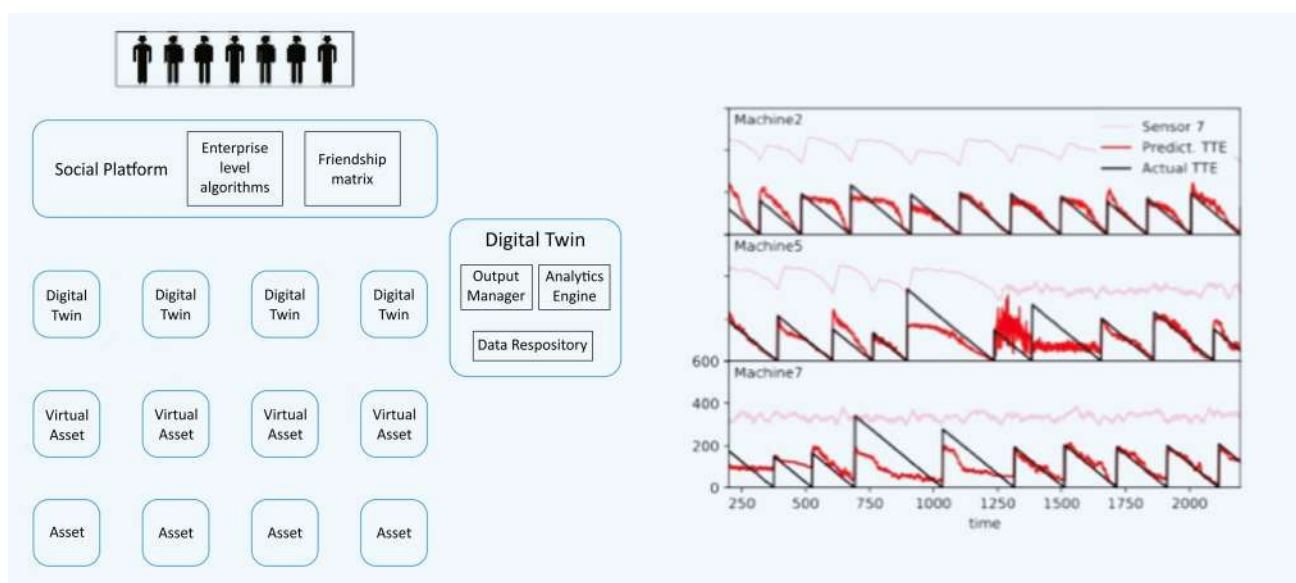 Social Platform
Enterprise
level
algorithms
Friendship
matrix
Digital Twin
Output
Manager
Analytics
Engine
Data Respository
Digital
Twin
Digital
Twin
Digital
Twin
Digital
Twin
Virtual
Asset
Virtual
Asset
Virtual
Asset
Virtual
Asset
Asset
Asset
Asset
Asset
Machine2
Sensor 7
Predict. TTE
Actual TTE
Machine5
600
Machine7
400
200
0
250 500 750 1000 1250 1500 1750 2000
time